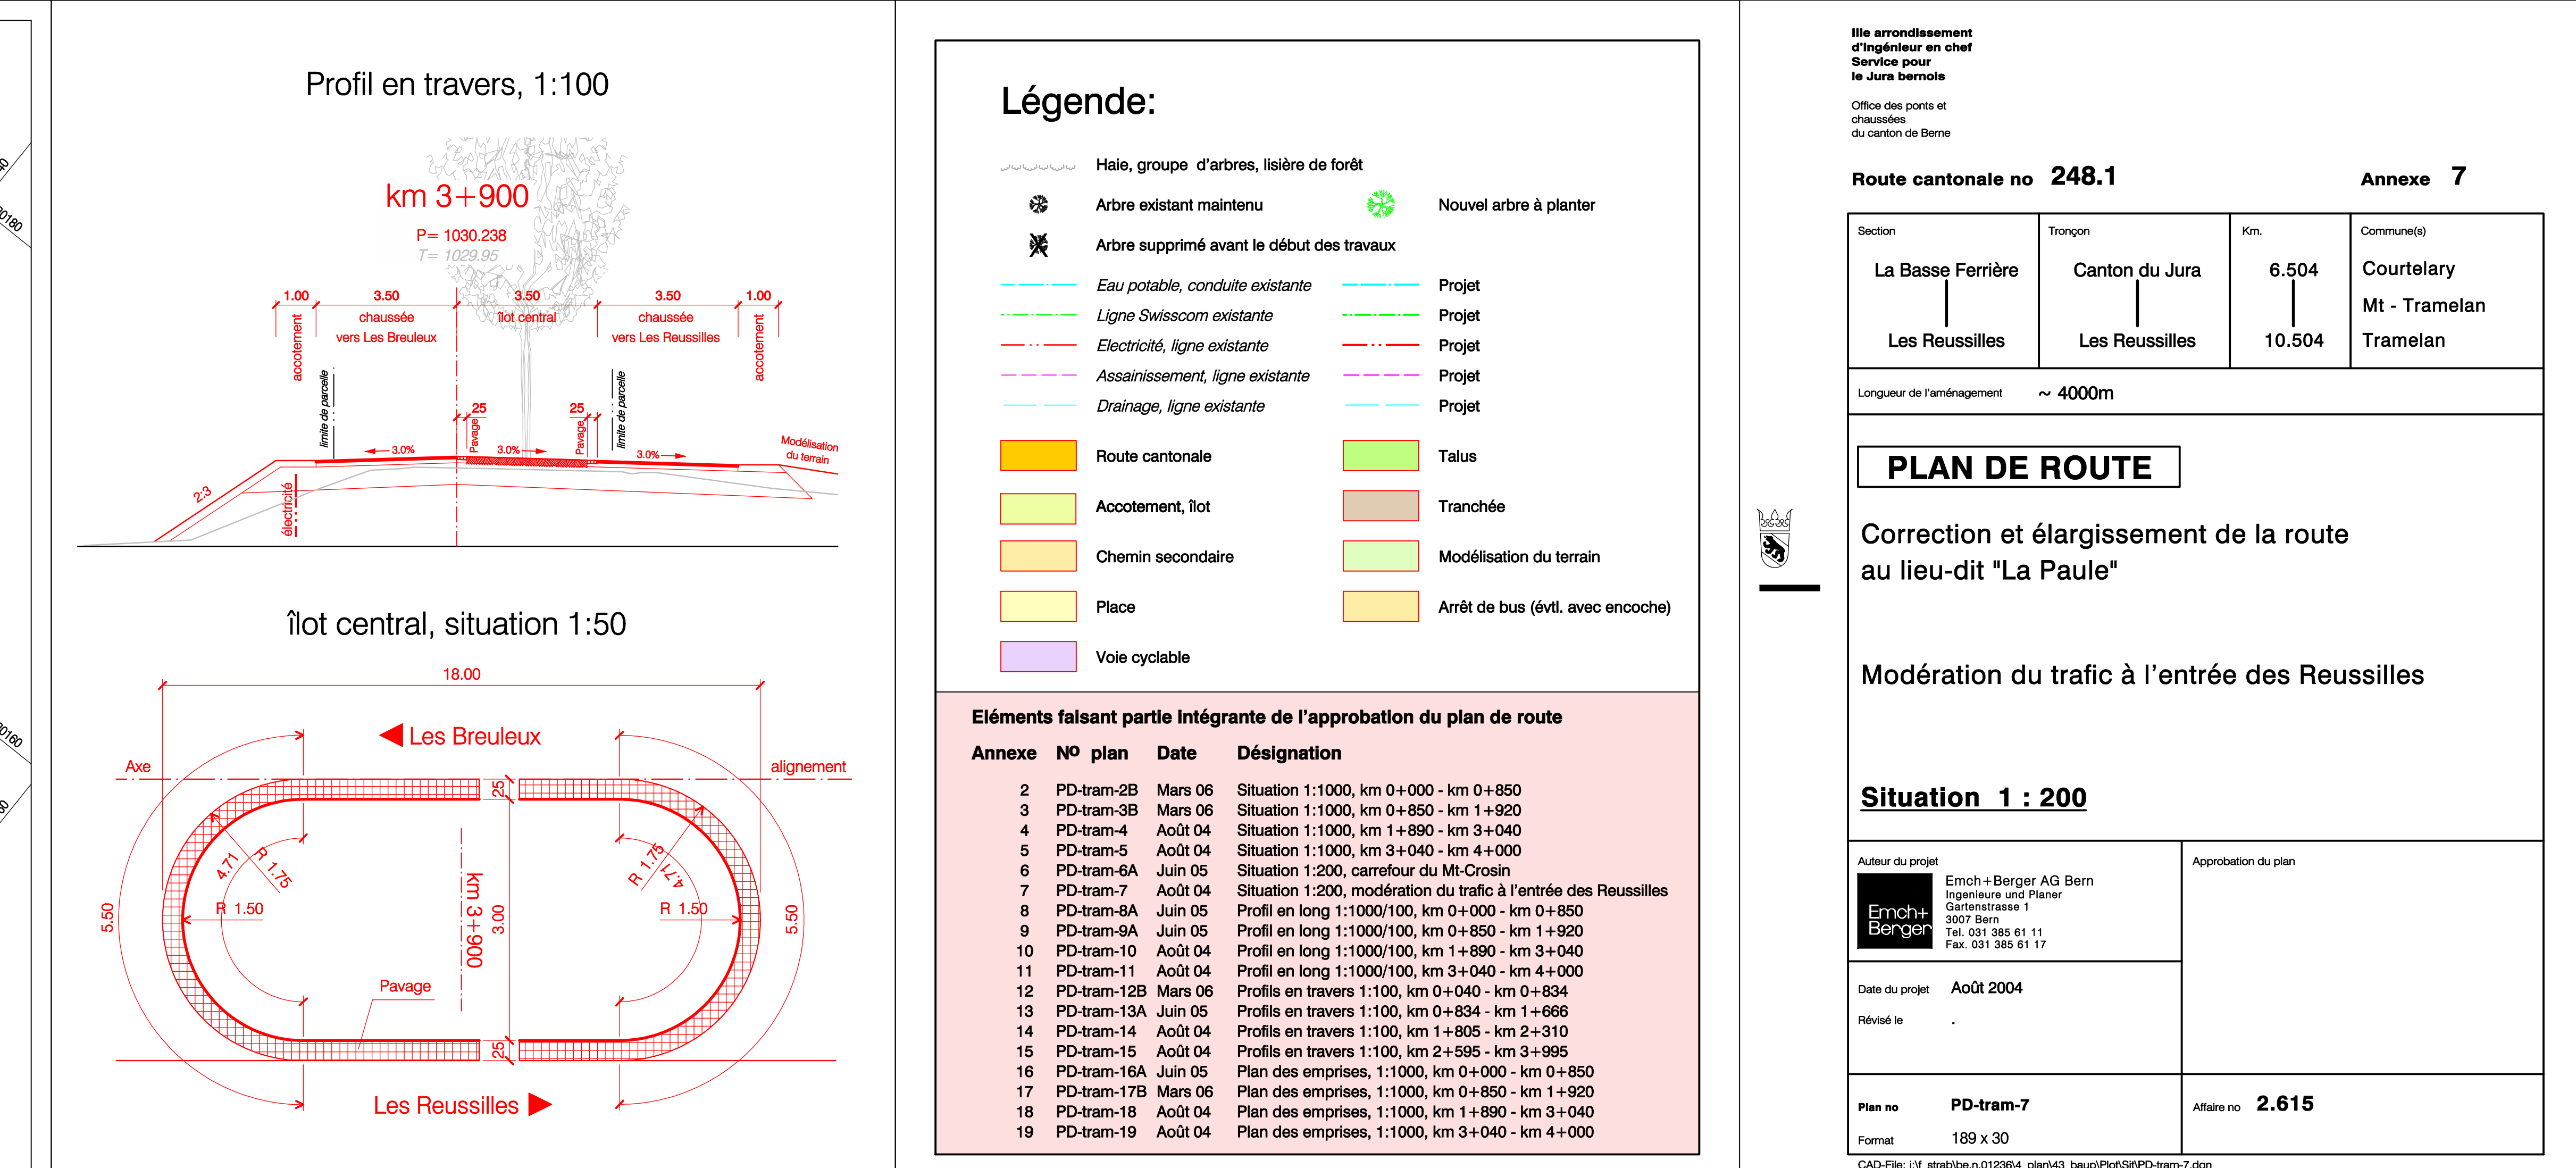 40
20180
20160
Profil en travers, 1:100
km 3+900
P= 1030.238
T= 1029.95
1.00
3.50
3.50
3.50
1.00
accotement
chaussée
vers Les Breuleux
îlot central
chaussée
vers Les Reussilles
accotement
limite de parcelle
25
Pavage
25
Pavage
limite de parcelle
3.0%
3.0%
3.0%
Modélisation
du terrain
2:3
électricité
îlot central, situation 1:50
18.00
Les Breuleux
Axe
alignement
25
4.71
R 1.75
R 1.75
4.71
R 1.50
R 1.50
5.50
km 3+900
3.00
5.50
Pavage
25
Les Reussilles
Légende:
Haie, groupe d'arbres, lisière de forêt
Arbre existant maintenu
Nouvel arbre à planter
Arbre supprimé avant le début des travaux
Eau potable, conduite existante
Projet
Ligne Swisscom existante
Projet
Electricité, ligne existante
Projet
Assainissement, ligne existante
Projet
Drainage, ligne existante
Projet
Route cantonale
Talus
Accotement, îlot
Tranchée
Chemin secondaire
Modélisation du terrain
Place
Arrêt de bus (évtl. avec encoche)
Voie cyclable
Eléments faisant partie intégrante de l'approbation du plan de route
Annexe Nº plan Date Désignation
2 PD-tram-2B Mars 06 Situation 1:1000, km 0+000 - km 0+850
3 PD-tram-3B Mars 06 Situation 1:1000, km 0+850 - km 1+920
4 PD-tram-4 Août 04 Situation 1:1000, km 1+890 - km 3+040
5 PD-tram-5 Août 04 Situation 1:1000, km 3+040 - km 4+000
6 PD-tram-6A Juin 05 Situation 1:200, carrefour du Mt-Crosin
7 PD-tram-7 Août 04 Situation 1:200, modération du trafic à l'entrée des Reussilles
8 PD-tram-8A Juin 05 Profil en long 1:1000/100, km 0+000 - km 0+850
9 PD-tram-9A Juin 05 Profil en long 1:1000/100, km 0+850 - km 1+920
10 PD-tram-10 Août 04 Profil en long 1:1000/100, km 1+890 - km 3+040
11 PD-tram-11 Août 04 Profil en long 1:1000/100, km 3+040 - km 4+000
12 PD-tram-12B Mars 06 Profils en travers 1:100, km 0+040 - km 0+834
13 PD-tram-13A Juin 05 Profils en travers 1:100, km 0+834 - km 1+666
14 PD-tram-14 Août 04 Profils en travers 1:100, km 1+805 - km 2+310
15 PD-tram-15 Août 04 Profils en travers 1:100, km 2+595 - km 3+995
16 PD-tram-16A Juin 05 Plan des emprises, 1:1000, km 0+000 - km 0+850
17 PD-tram-17B Mars 06 Plan des emprises, 1:1000, km 0+850 - km 1+920
18 PD-tram-18 Août 04 Plan des emprises, 1:1000, km 1+890 - km 3+040
19 PD-tram-19 Août 04 Plan des emprises, 1:1000, km 3+040 - km 4+000
IIIe arrondissement
d'ingénieur en chef
Service pour
le Jura bernois
Office des ponts et
chaussées
du canton de Berne
Route cantonale no 248.1
Annexe 7
Section
Tronçon
Km.
Commune(s)
La Basse Ferrière
Canton du Jura
6.504
Courtelary
Mt - Tramelan
Les Reussilles
Les Reussilles
10.504
Tramelan
Longueur de l'aménagement ~ 4000m
PLAN DE ROUTE
Correction et élargissement de la route
au lieu-dit "La Paule"
Modération du trafic à l'entrée des Reussilles
Situation 1 : 200
Auteur du projet
Approbation du plan
Emch+
Berger
Emch+Berger AG Bern
Ingenieure und Planer
Gartenstrasse 1
3007 Bern
Tel. 031 385 61 11
Fax. 031 385 61 17
Date du projet Août 2004
Révisé le .
Plan no PD-tram-7
Affaire no 2.615
Format 189 x 30
CAD-File: i:\f_strab\be.n.01236\4_plan\43_baup\Plot\Sit\PD-tram-7.dgn